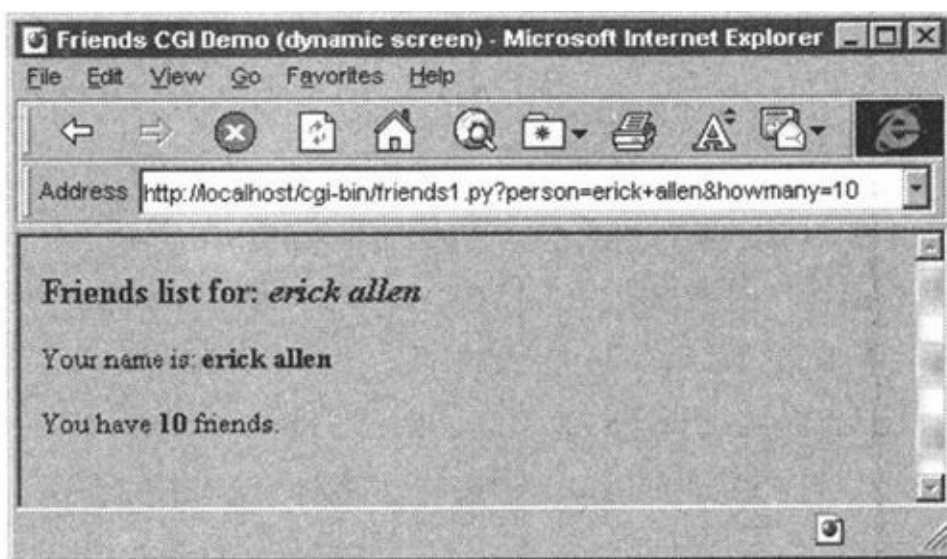 Friends CGI Demo (dynamic screen) - Microsoft Internet Explorer
File Edit View Go Favorites Help
Address http://localhost/cgi-bin/friends1.py?person=erick+allen&howmany=10
Friends list for: erick allen
Your name is: erick allen
You have 10 friends.